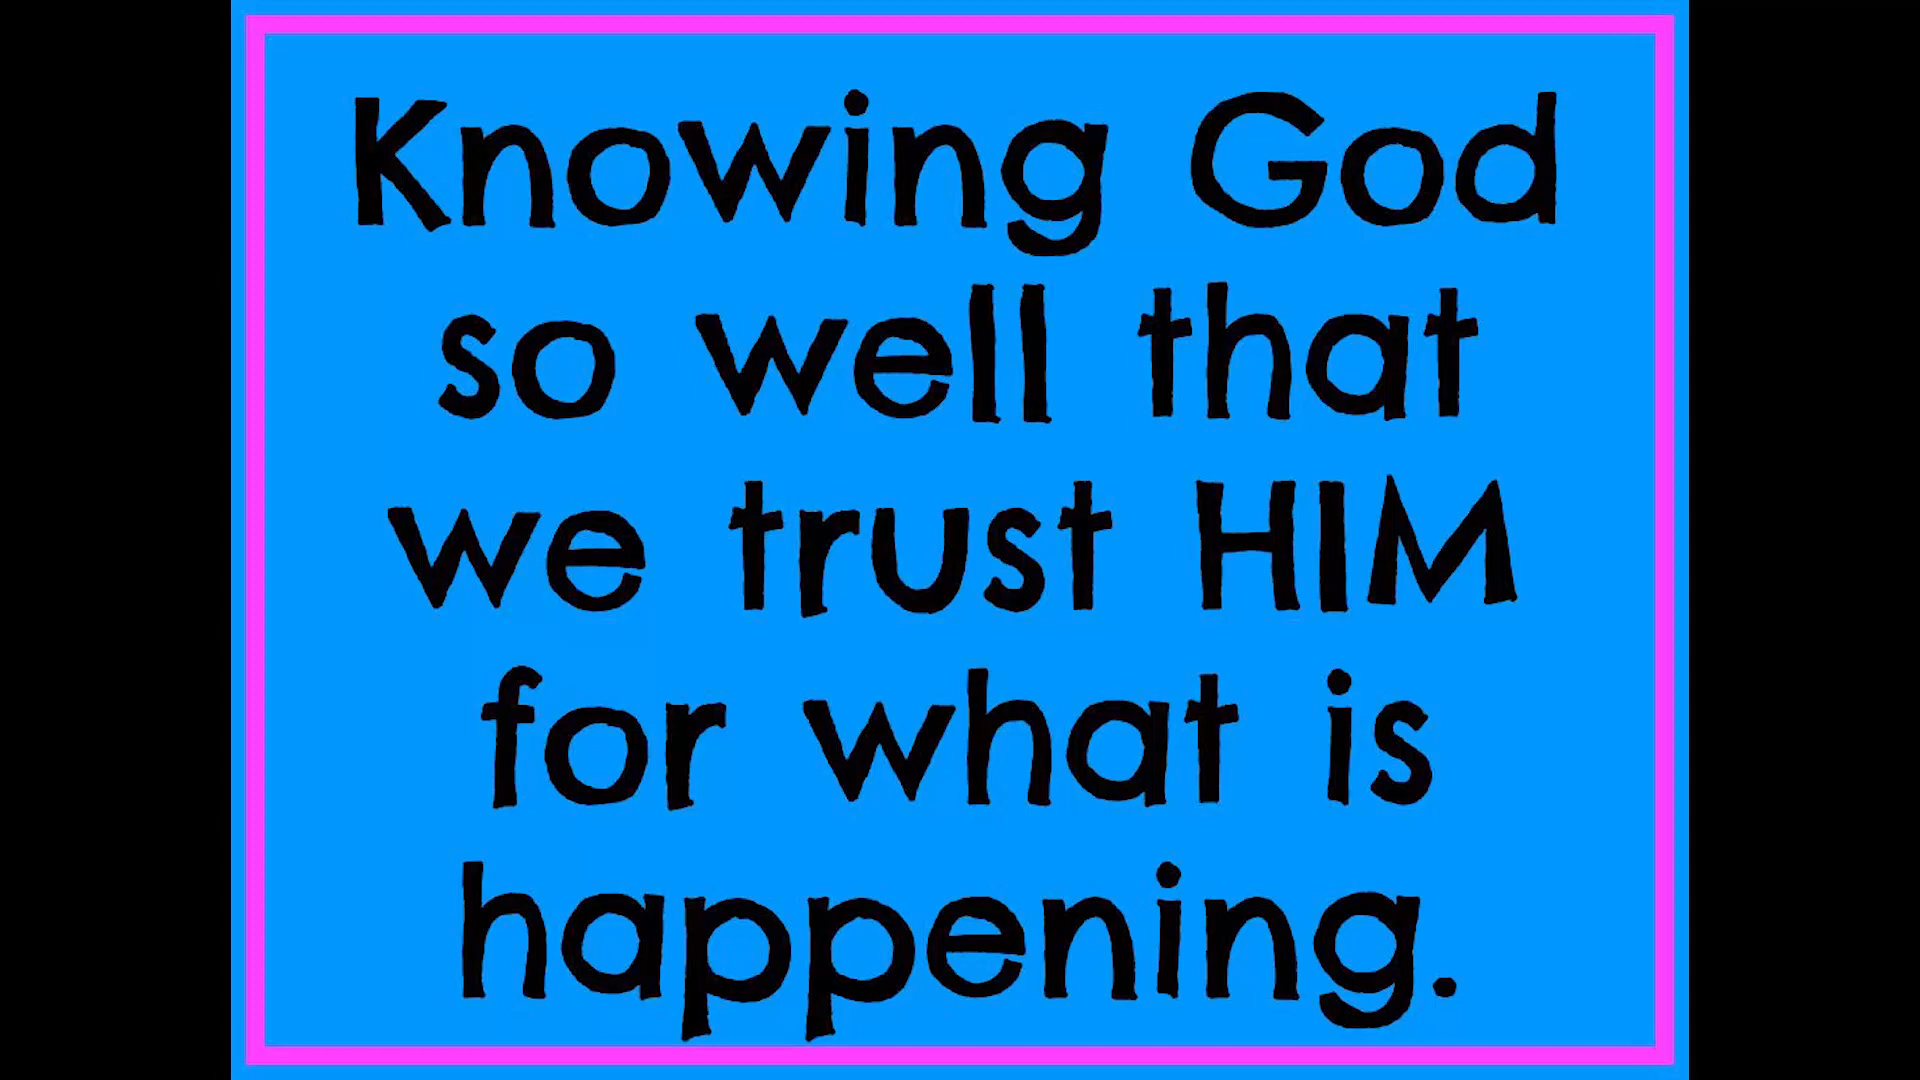 Knowing God
so well that
we trust HIM
for what is
happening.